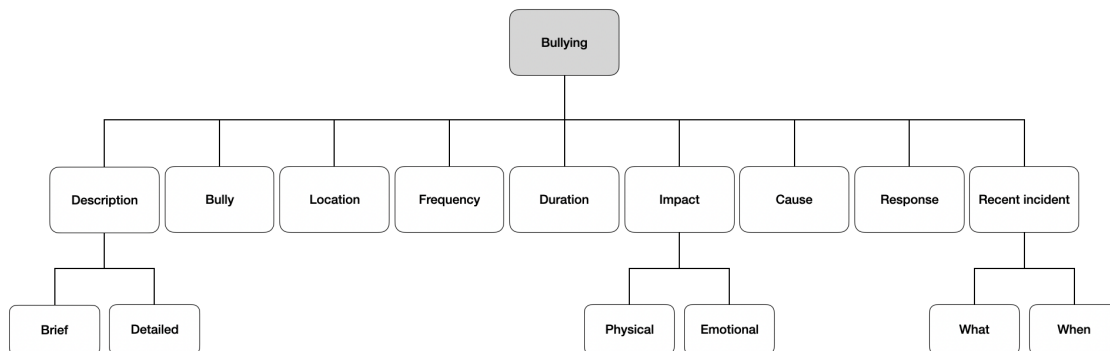 Bullying
Description
Bully
Location
Frequency
Duration
Impact
Cause
Response
Recent incident
Brief
Detailed
Physical
Emotional
What
When